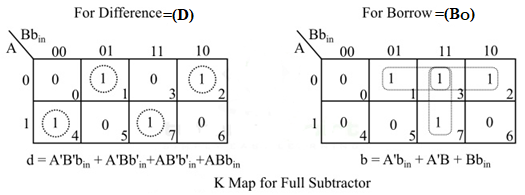 For Difference=(D) For Borrow =(BO)
Bbin Bbin
A 00 01 11 10 A 00 01 11 10
0 0 1 0 1 0 0 1 1 1
0 1 3 2 0 1 3 2
1 1 0 1 0 1 0 0 1 0
4 5 7 6 4 5 7 6
d = A'B'bin + A'Bb'in+AB'b'in+ABbin b = A'bin + A'B + Bbin
K Map for Full Subtractor